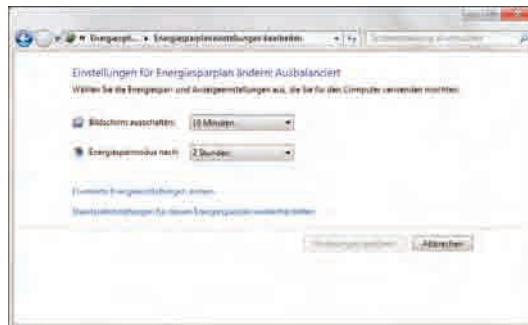 Energiesparplaneinstellungen bearbeiten
Einstellungen für Energiesparplan ändern: Ausbalanciert
Wählen Sie die Energiespar- und Anzeigeeinstellungen aus, die Sie für den Computer verwenden möchten.
Bildschirm ausschalten: 10 Minuten
Energiesparmodus nach: 2 Stunden
Erweiterte Energieeinstellungen ändern
Standardeinstellungen für diesen Energiesparplan wiederherstellen
Änderungen speichern Abbrechen